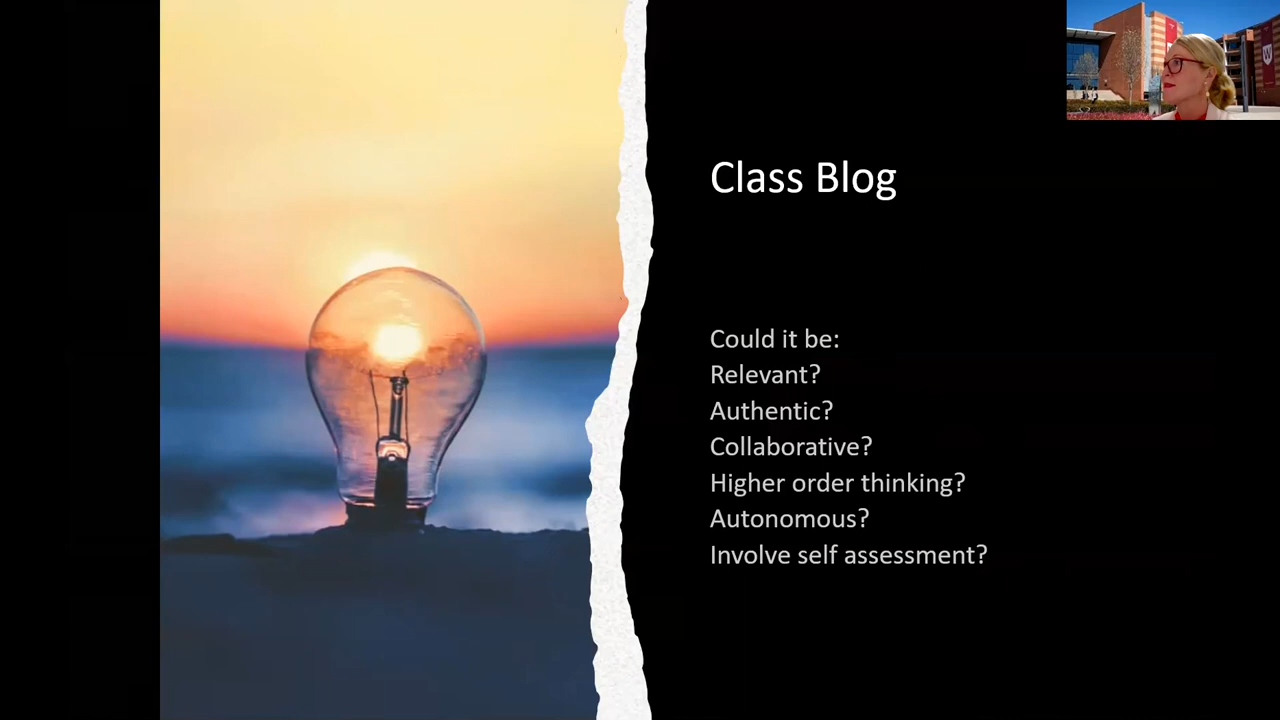 Class Blog
Could it be:
Relevant?
Authentic?
Collaborative?
Higher order thinking?
Autonomous?
Involve self assessment?
W